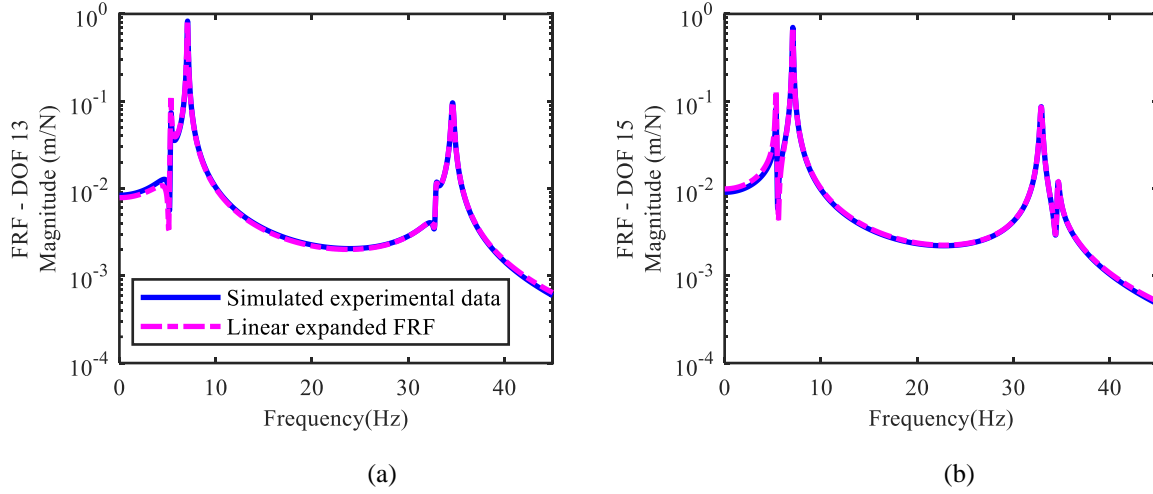 FRF - DOF 13
Magnitude (m/N)
10^0
10^-1
10^-2
10^-3
10^-4
Simulated experimental data
Linear expanded FRF
0 10 20 30 40
Frequency(Hz)
(a)
FRF - DOF 15
Magnitude (m/N)
10^0
10^-1
10^-2
10^-3
10^-4
0 10 20 30 40
Frequency(Hz)
(b)